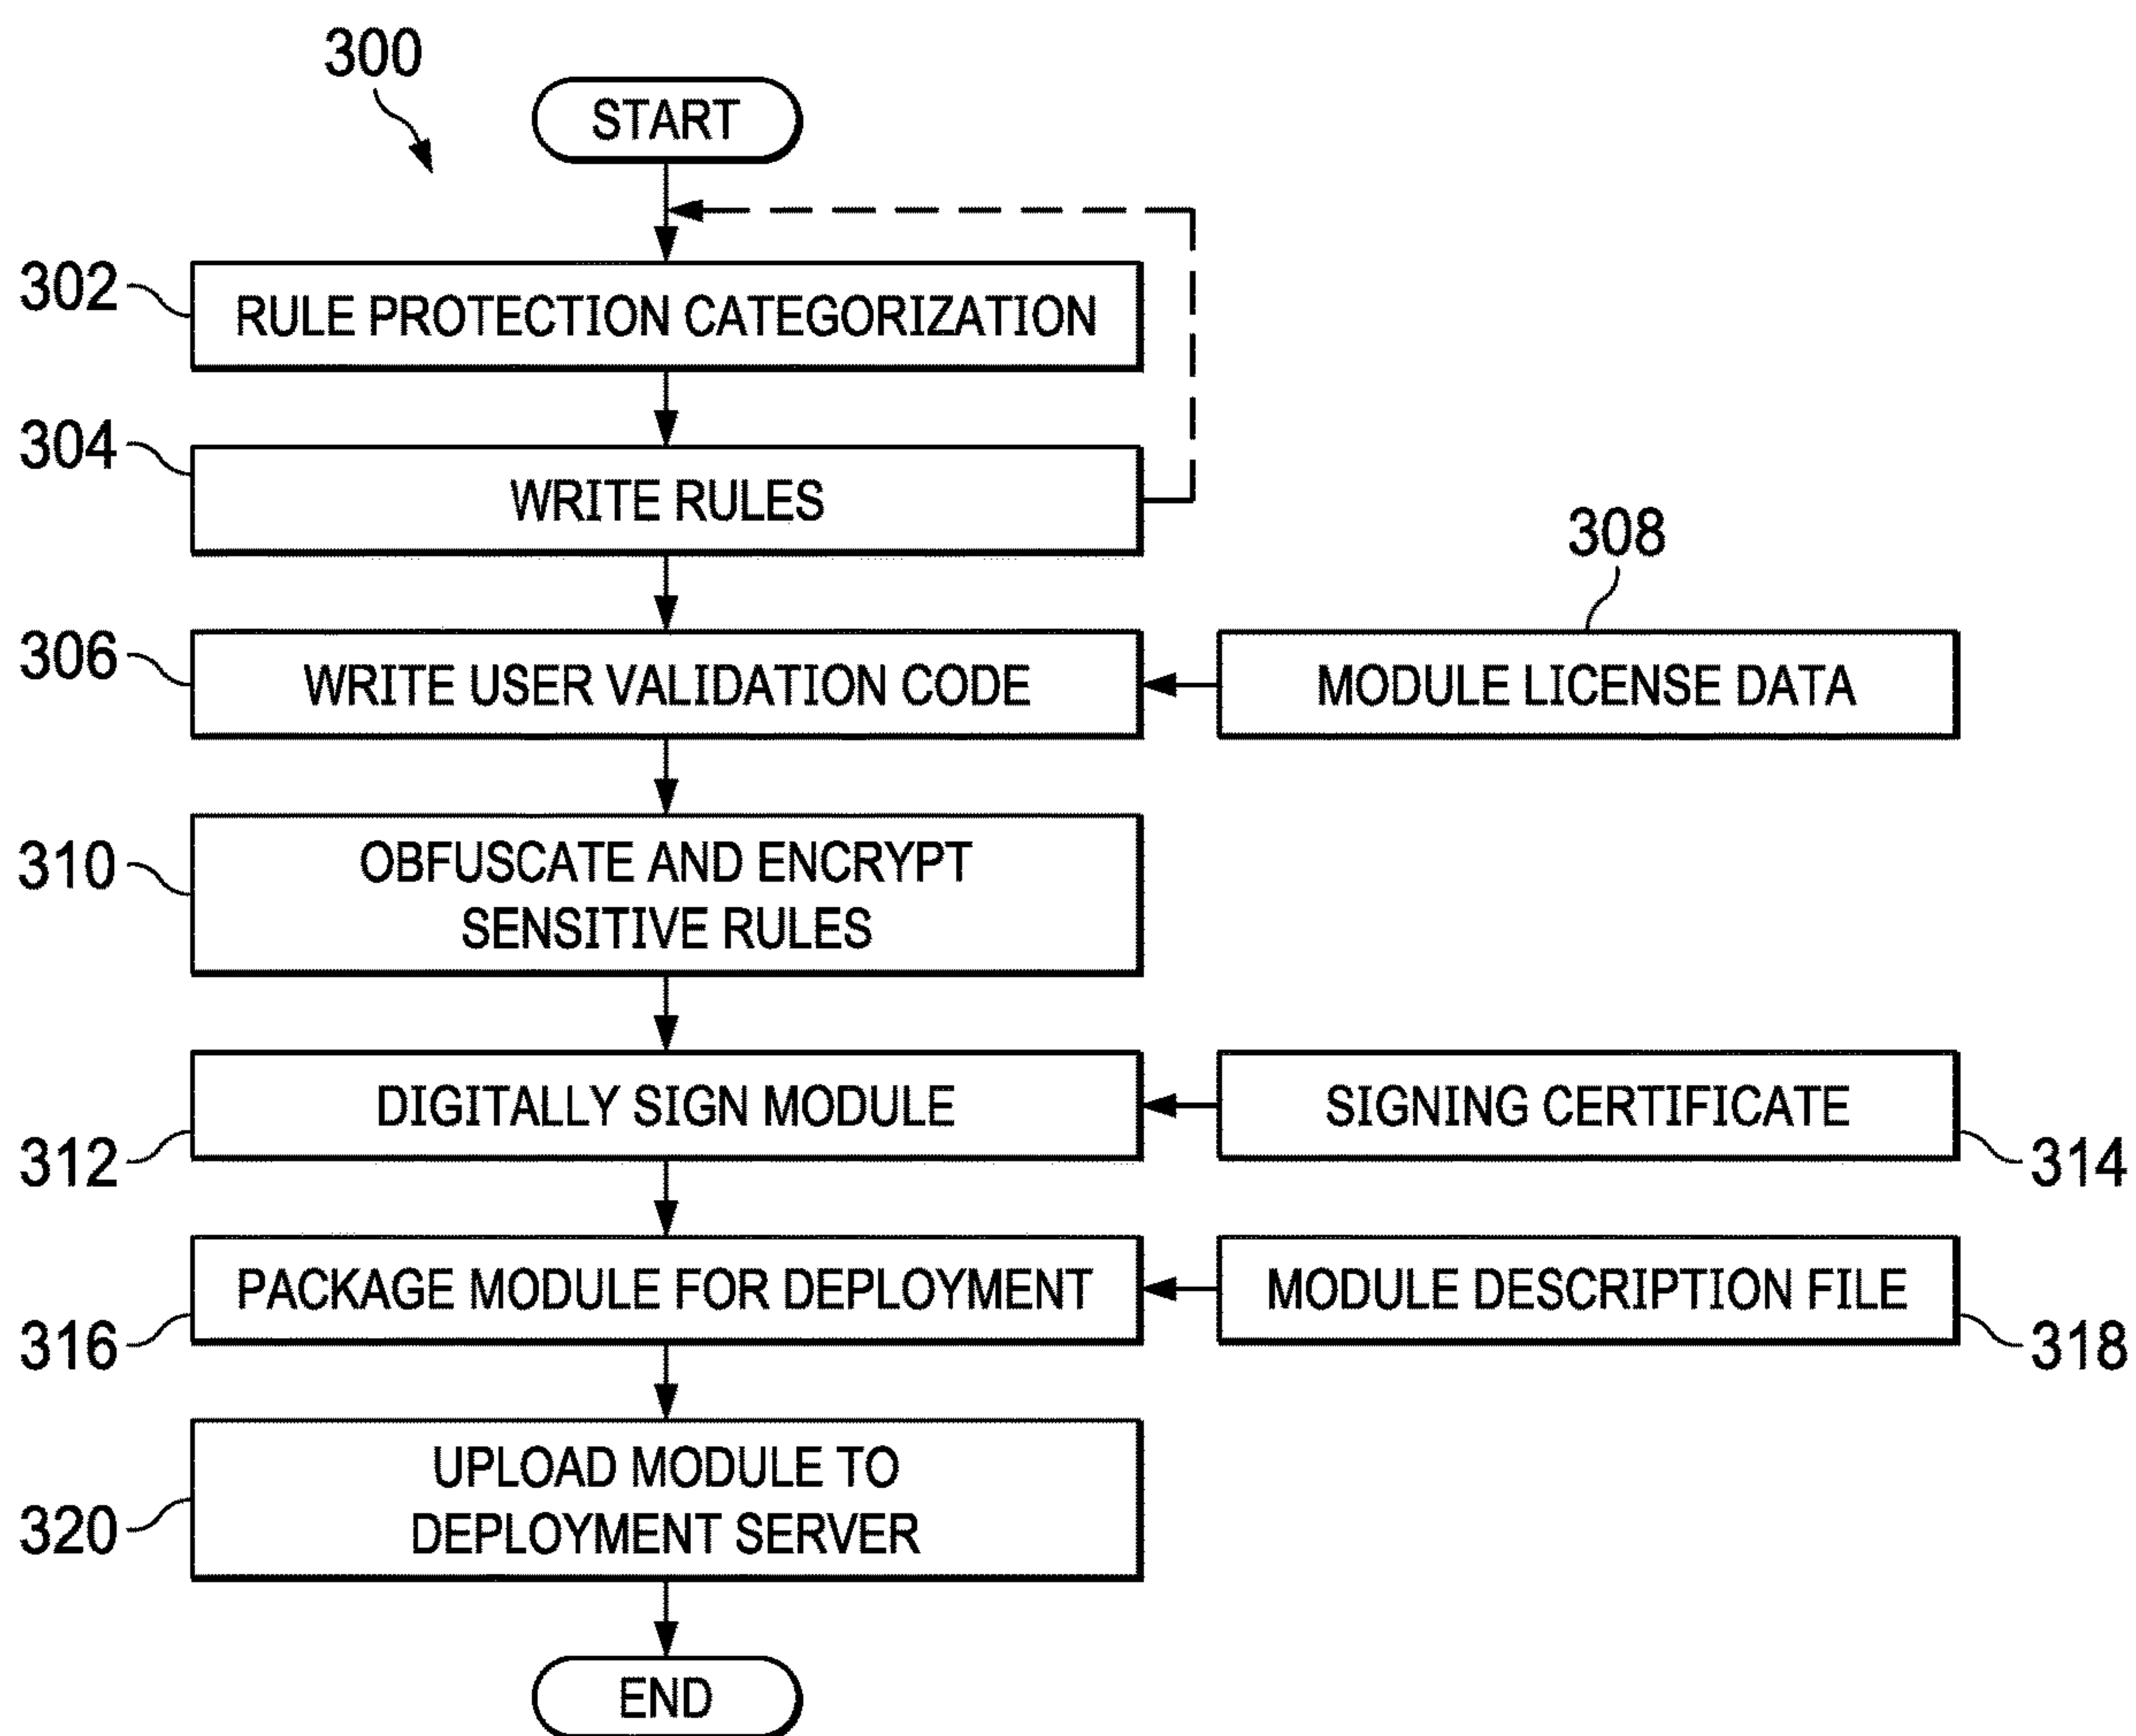 300
START
302
RULE PROTECTION CATEGORIZATION
304
WRITE RULES
308
306
WRITE USER VALIDATION CODE
MODULE LICENSE DATA
310
OBFUSCATE AND ENCRYPT
SENSITIVE RULES
DIGITALLY SIGN MODULE
SIGNING CERTIFICATE
312
314
PACKAGE MODULE FOR DEPLOYMENT
MODULE DESCRIPTION FILE
316
318
UPLOAD MODULE TO
DEPLOYMENT SERVER
320
END